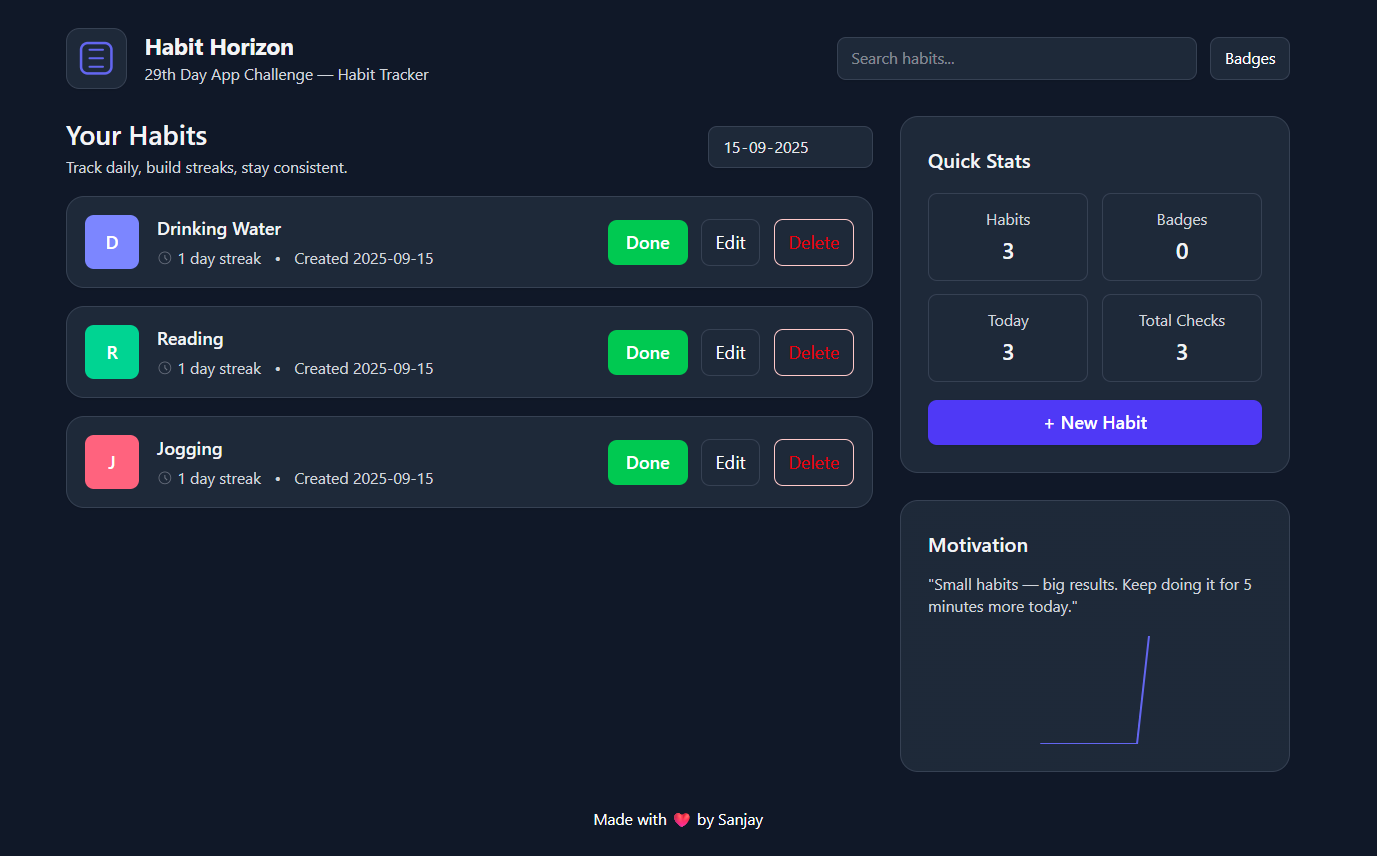 Habit Horizon
29th Day App Challenge — Habit Tracker
Search habits...
Badges
Your Habits
Track daily, build streaks, stay consistent.
15-09-2025
D
Drinking Water
1 day streak • Created 2025-09-15
Done
Edit
Delete
R
Reading
1 day streak • Created 2025-09-15
Done
Edit
Delete
J
Jogging
1 day streak • Created 2025-09-15
Done
Edit
Delete
Quick Stats
Habits
3
Badges
0
Today
3
Total Checks
3
+ New Habit
Motivation
"Small habits — big results. Keep doing it for 5
minutes more today."
Made with ❤️ by Sanjay